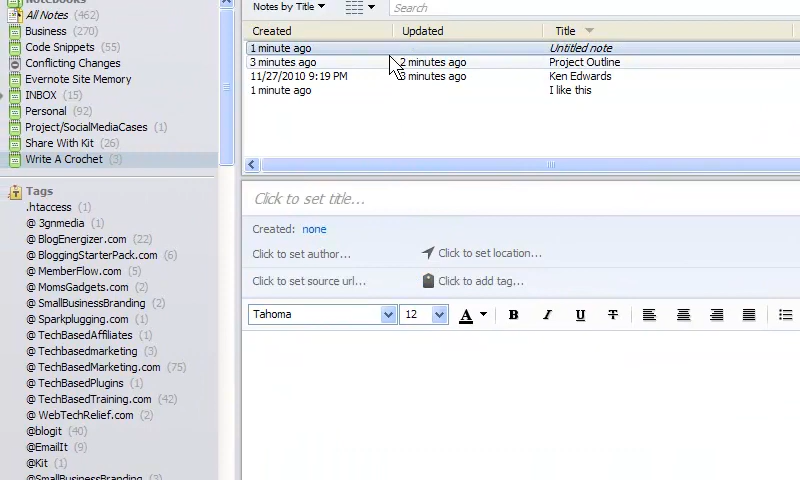 Notebooks
All Notes (462)
Business (270)
Code Snippets (55)
Conflicting Changes
Evernote Site Memory
INBOX (15)
Personal (92)
Project/SocialMediaCases (1)
Share With Kit (26)
Write A Crochet (3)
Tags
.htaccess (1)
@ 3gnmedia (1)
@ BlogEnergizer.com (22)
@ BloggingStarterPack.com (6)
@ MemberFlow.com (5)
@ MomsGadgets.com (2)
@ SmallBusinessBranding (2)
@ Sparkplugging.com (1)
@ TechBasedAffiliates (1)
@ Techbasedmarketing (3)
@ TechBasedMarketing.com (75)
@ TechBasedPlugins (1)
@ TechBasedTraining.com (42)
@ WebTechRelief.com (2)
@blogit (40)
@EmailIt (9)
@Kit (1)
@SmallBusinessBranding (3)
Notes by Title Search
Created Updated Title
1 minute ago Untitled note
3 minutes ago 2 minutes ago Project Outline
11/27/2010 9:19 PM minutes ago Ken Edwards
1 minute ago I like this
Click to set title...
Created: none
Click to set author... Click to set location...
Click to set source url... Click to add tag...
Tahoma 12 A B I U T